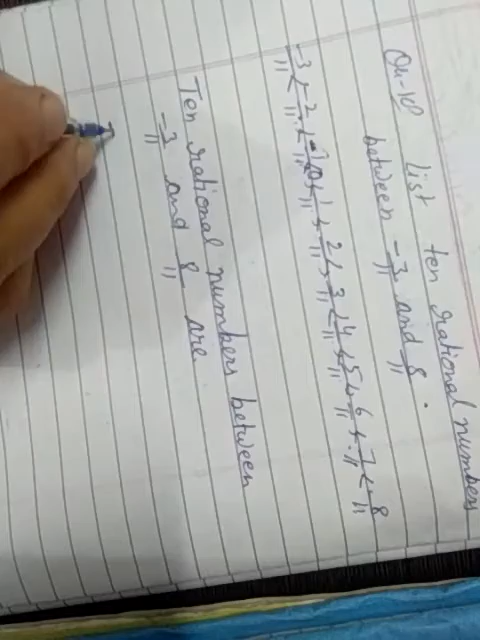 Qu-10 List ten rational numbers
between -3/11 and 8/11.
-3/11 < -2/11 < -1/11 < 0/11 < 1/11 < 2/11 < 3/11 < 4/11 < 5/11 < 6/11 < 7/11 < 8/11
Ten rational numbers between
-3/11 and 8/11 are